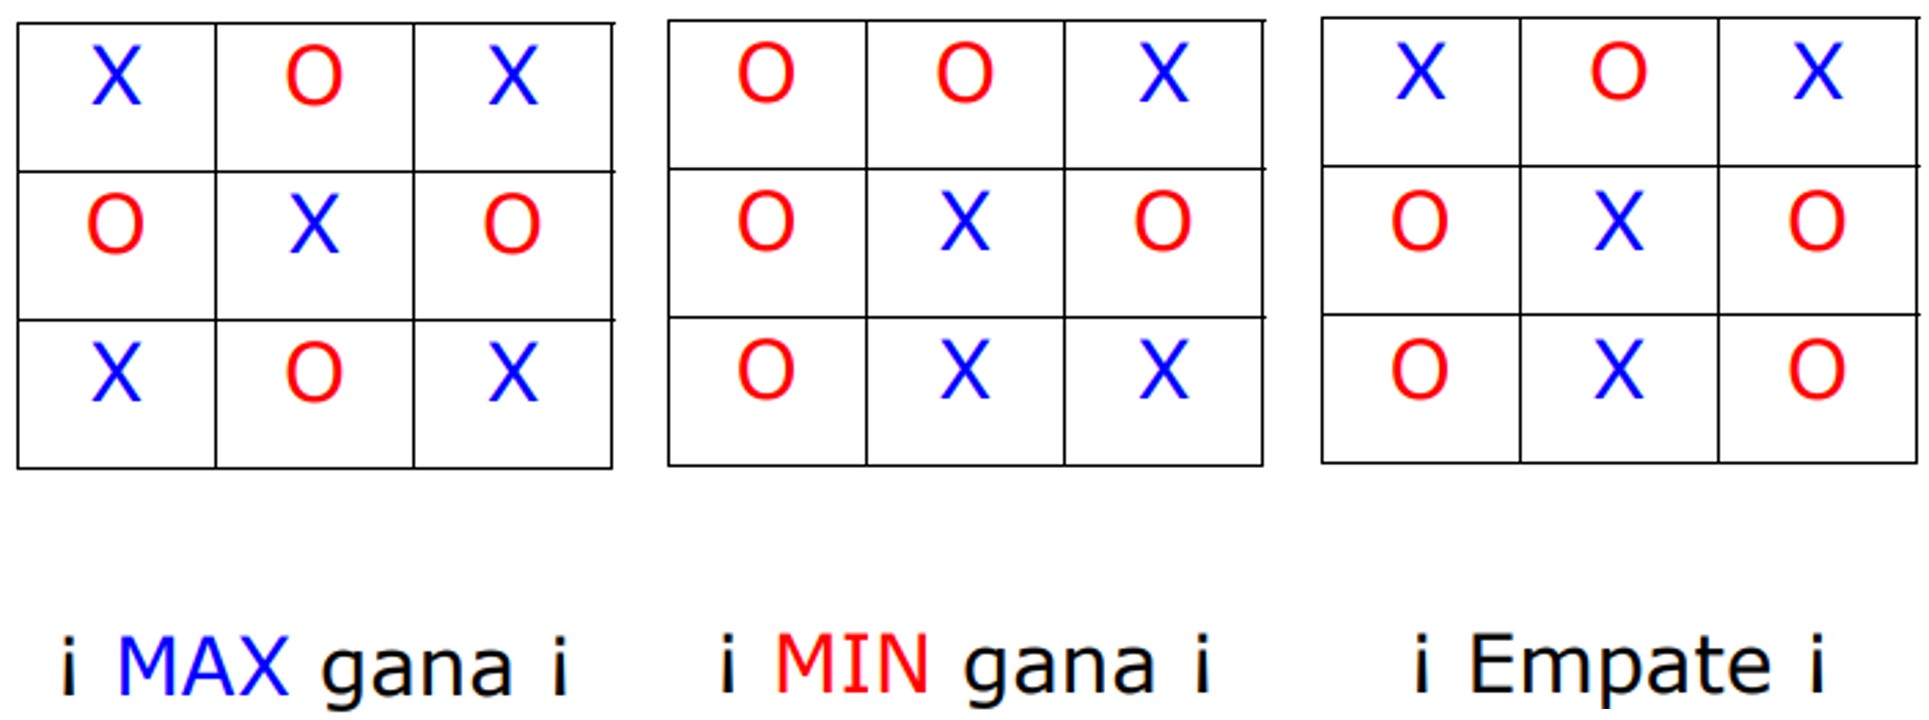 X O X
O X O
X O X
O O X
O X O
O X X
X O X
O X O
O X O
i MAX gana i
i MIN gana i
i Empate i